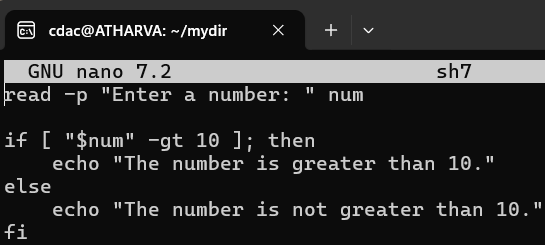 cdac@ATHARVA: ~/mydir
GNU nano 7.2 sh7
read -p "Enter a number: " num
if [ "$num" -gt 10 ]; then
    echo "The number is greater than 10."
else
    echo "The number is not greater than 10."
fi